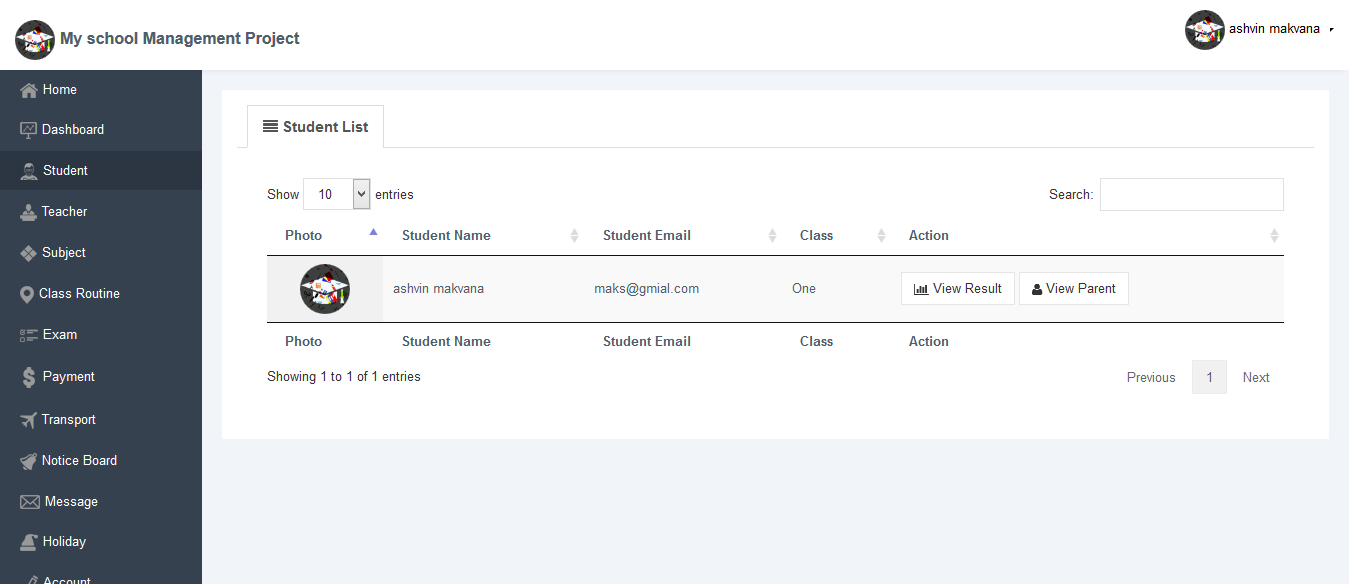 My school Management Project
ashvin makvana
Home
Dashboard
Student
Teacher
Subject
Class Routine
Exam
Payment
Transport
Notice Board
Message
Holiday
Account
Student List
Show 10 entries
Search:
Photo Student Name Student Email Class Action
ashvin makvana maks@gmial.com One View Result View Parent
Photo Student Name Student Email Class Action
Showing 1 to 1 of 1 entries
Previous 1 Next